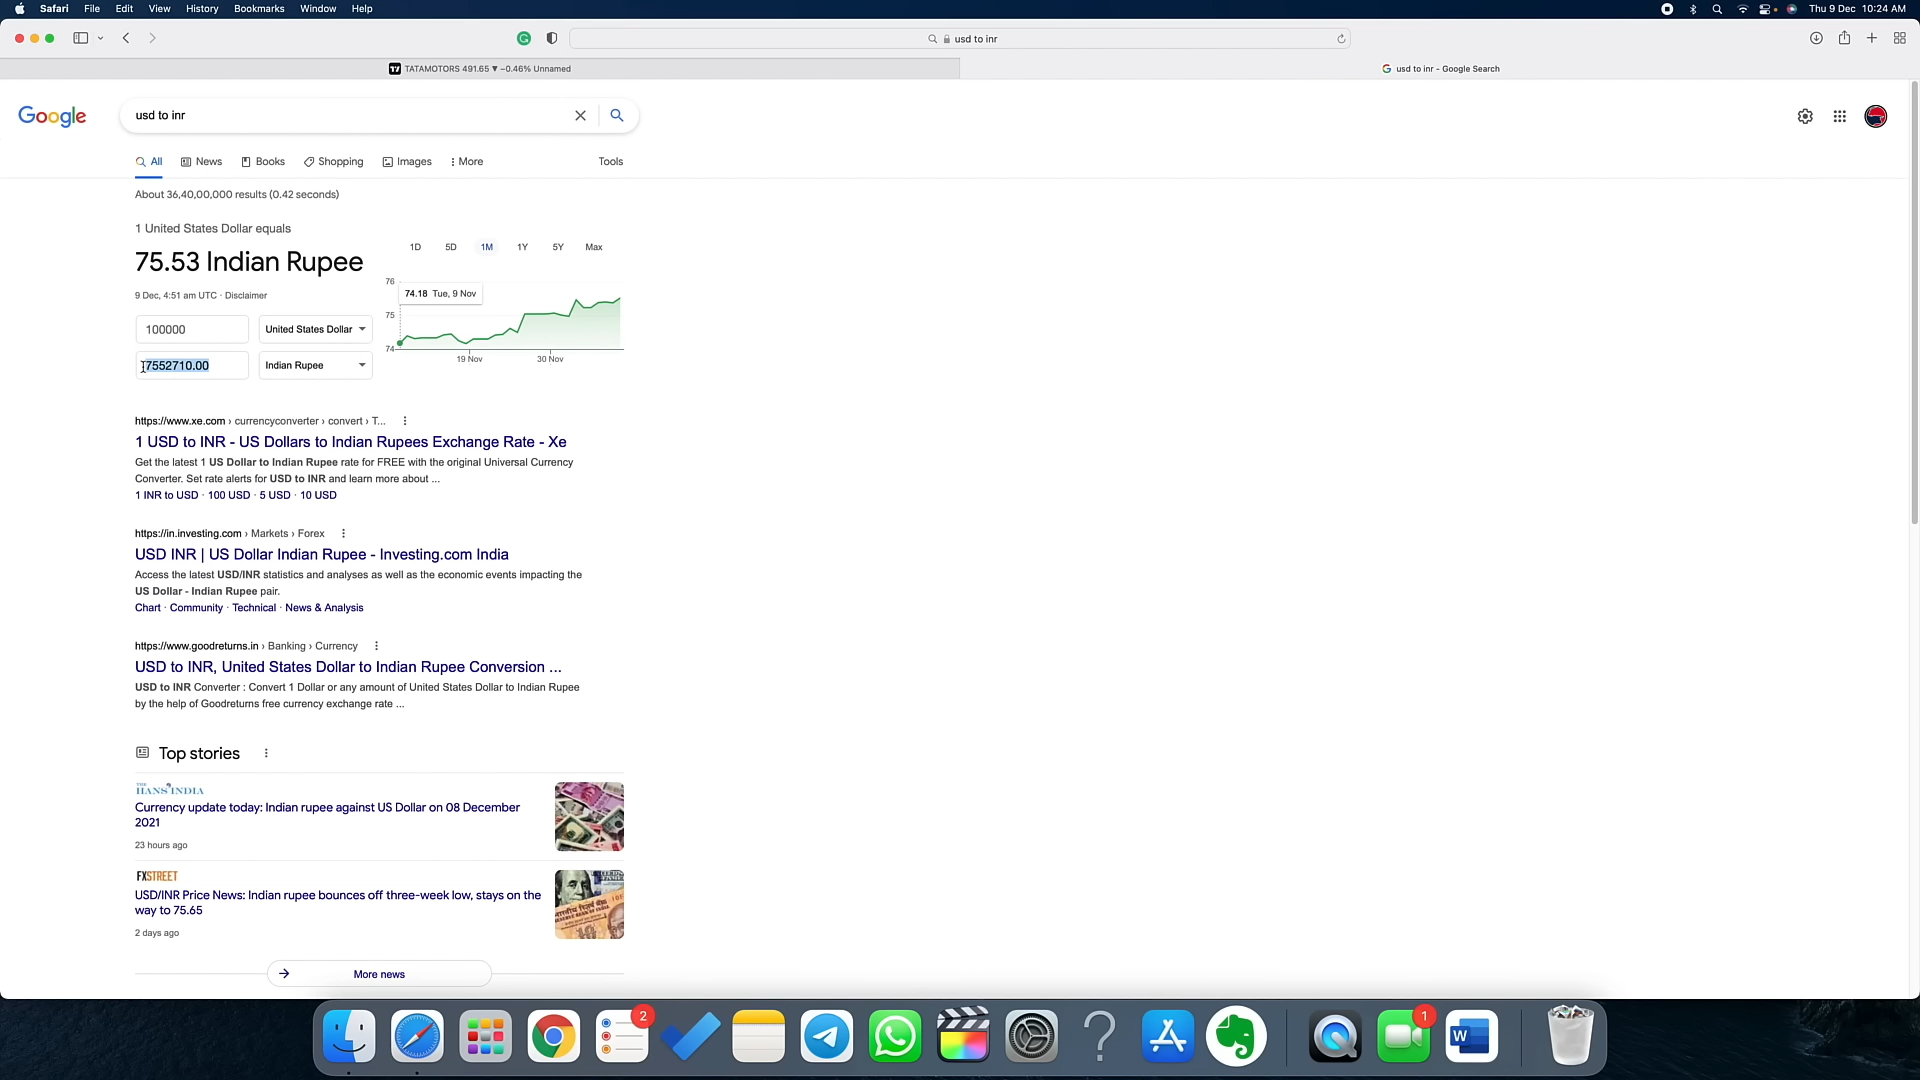 Safari File Edit View History Bookmarks Window Help Thu 9 Dec 10:24 AM
usd to inr
TATAMOTORS 491.65 ▼ −0.46% Unnamed usd to inr - Google Search
Google usd to inr
All News Books Shopping Images More Tools
About 36,40,00,000 results (0.42 seconds)
1 United States Dollar equals
75.53 Indian Rupee
9 Dec, 4:51 am UTC · Disclaimer
100000 United States Dollar
7552710.00 Indian Rupee
1D 5D 1M 1Y 5Y Max
76
74.18 Tue, 9 Nov
75
74
19 Nov 30 Nov
https://www.xe.com › currencyconverter › convert › T...
1 USD to INR - US Dollars to Indian Rupees Exchange Rate - Xe
Get the latest 1 US Dollar to Indian Rupee rate for FREE with the original Universal Currency
Converter. Set rate alerts for USD to INR and learn more about ...
1 INR to USD · 100 USD · 5 USD · 10 USD
https://in.investing.com › Markets › Forex
USD INR | US Dollar Indian Rupee - Investing.com India
Access the latest USD/INR statistics and analyses as well as the economic events impacting the
US Dollar - Indian Rupee pair.
Chart · Community · Technical · News & Analysis
https://www.goodreturns.in › Banking › Currency
USD to INR, United States Dollar to Indian Rupee Conversion ...
USD to INR Converter : Convert 1 Dollar or any amount of United States Dollar to Indian Rupee
by the help of Goodreturns free currency exchange rate ...
Top stories
THE HANS INDIA
Currency update today: Indian rupee against US Dollar on 08 December
2021
23 hours ago
FXSTREET
USD/INR Price News: Indian rupee bounces off three-week low, stays on the
way to 75.65
2 days ago
More news
2
1
W